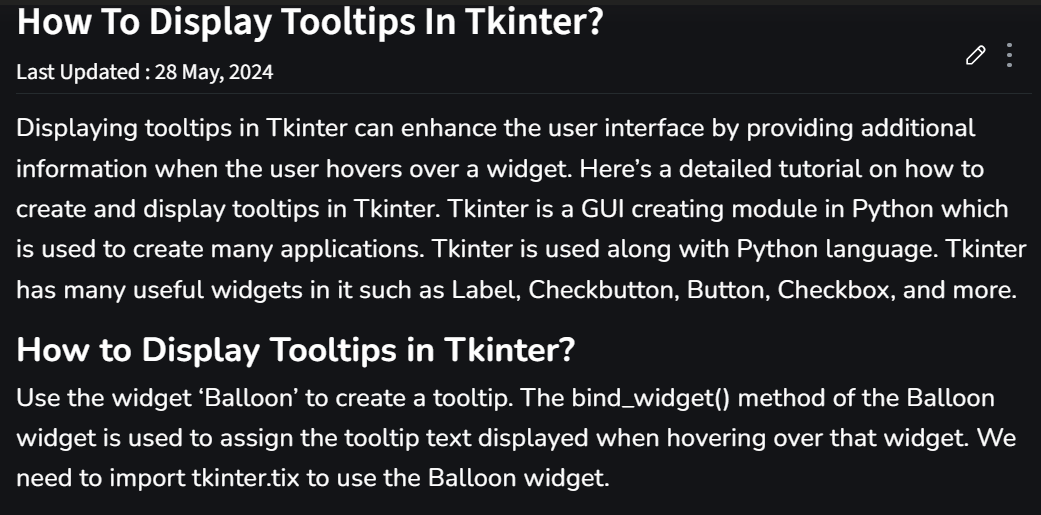 How To Display Tooltips In Tkinter?
Last Updated : 28 May, 2024
Displaying tooltips in Tkinter can enhance the user interface by providing additional
information when the user hovers over a widget. Here’s a detailed tutorial on how to
create and display tooltips in Tkinter. Tkinter is a GUI creating module in Python which
is used to create many applications. Tkinter is used along with Python language. Tkinter
has many useful widgets in it such as Label, Checkbutton, Button, Checkbox, and more.
How to Display Tooltips in Tkinter?
Use the widget ‘Balloon’ to create a tooltip. The bind_widget() method of the Balloon
widget is used to assign the tooltip text displayed when hovering over that widget. We
need to import tkinter.tix to use the Balloon widget.